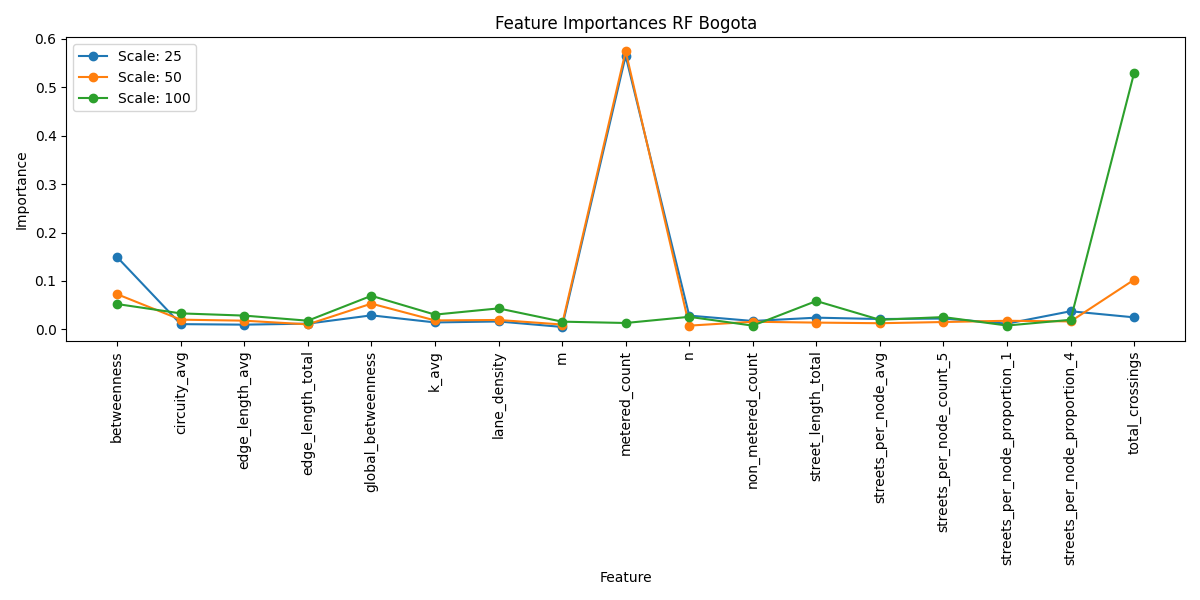 Feature Importances RF Bogota
Scale: 25
Scale: 50
Scale: 100
Importance
0.6
0.5
0.4
0.3
0.2
0.1
0.0
betweenness
circuity_avg
edge_length_avg
edge_length_total
global_betweenness
k_avg
lane_density
m
metered_count
n
non_metered_count
street_length_total
streets_per_node_avg
streets_per_node_count_5
streets_per_node_proportion_1
streets_per_node_proportion_4
total_crossings
Feature